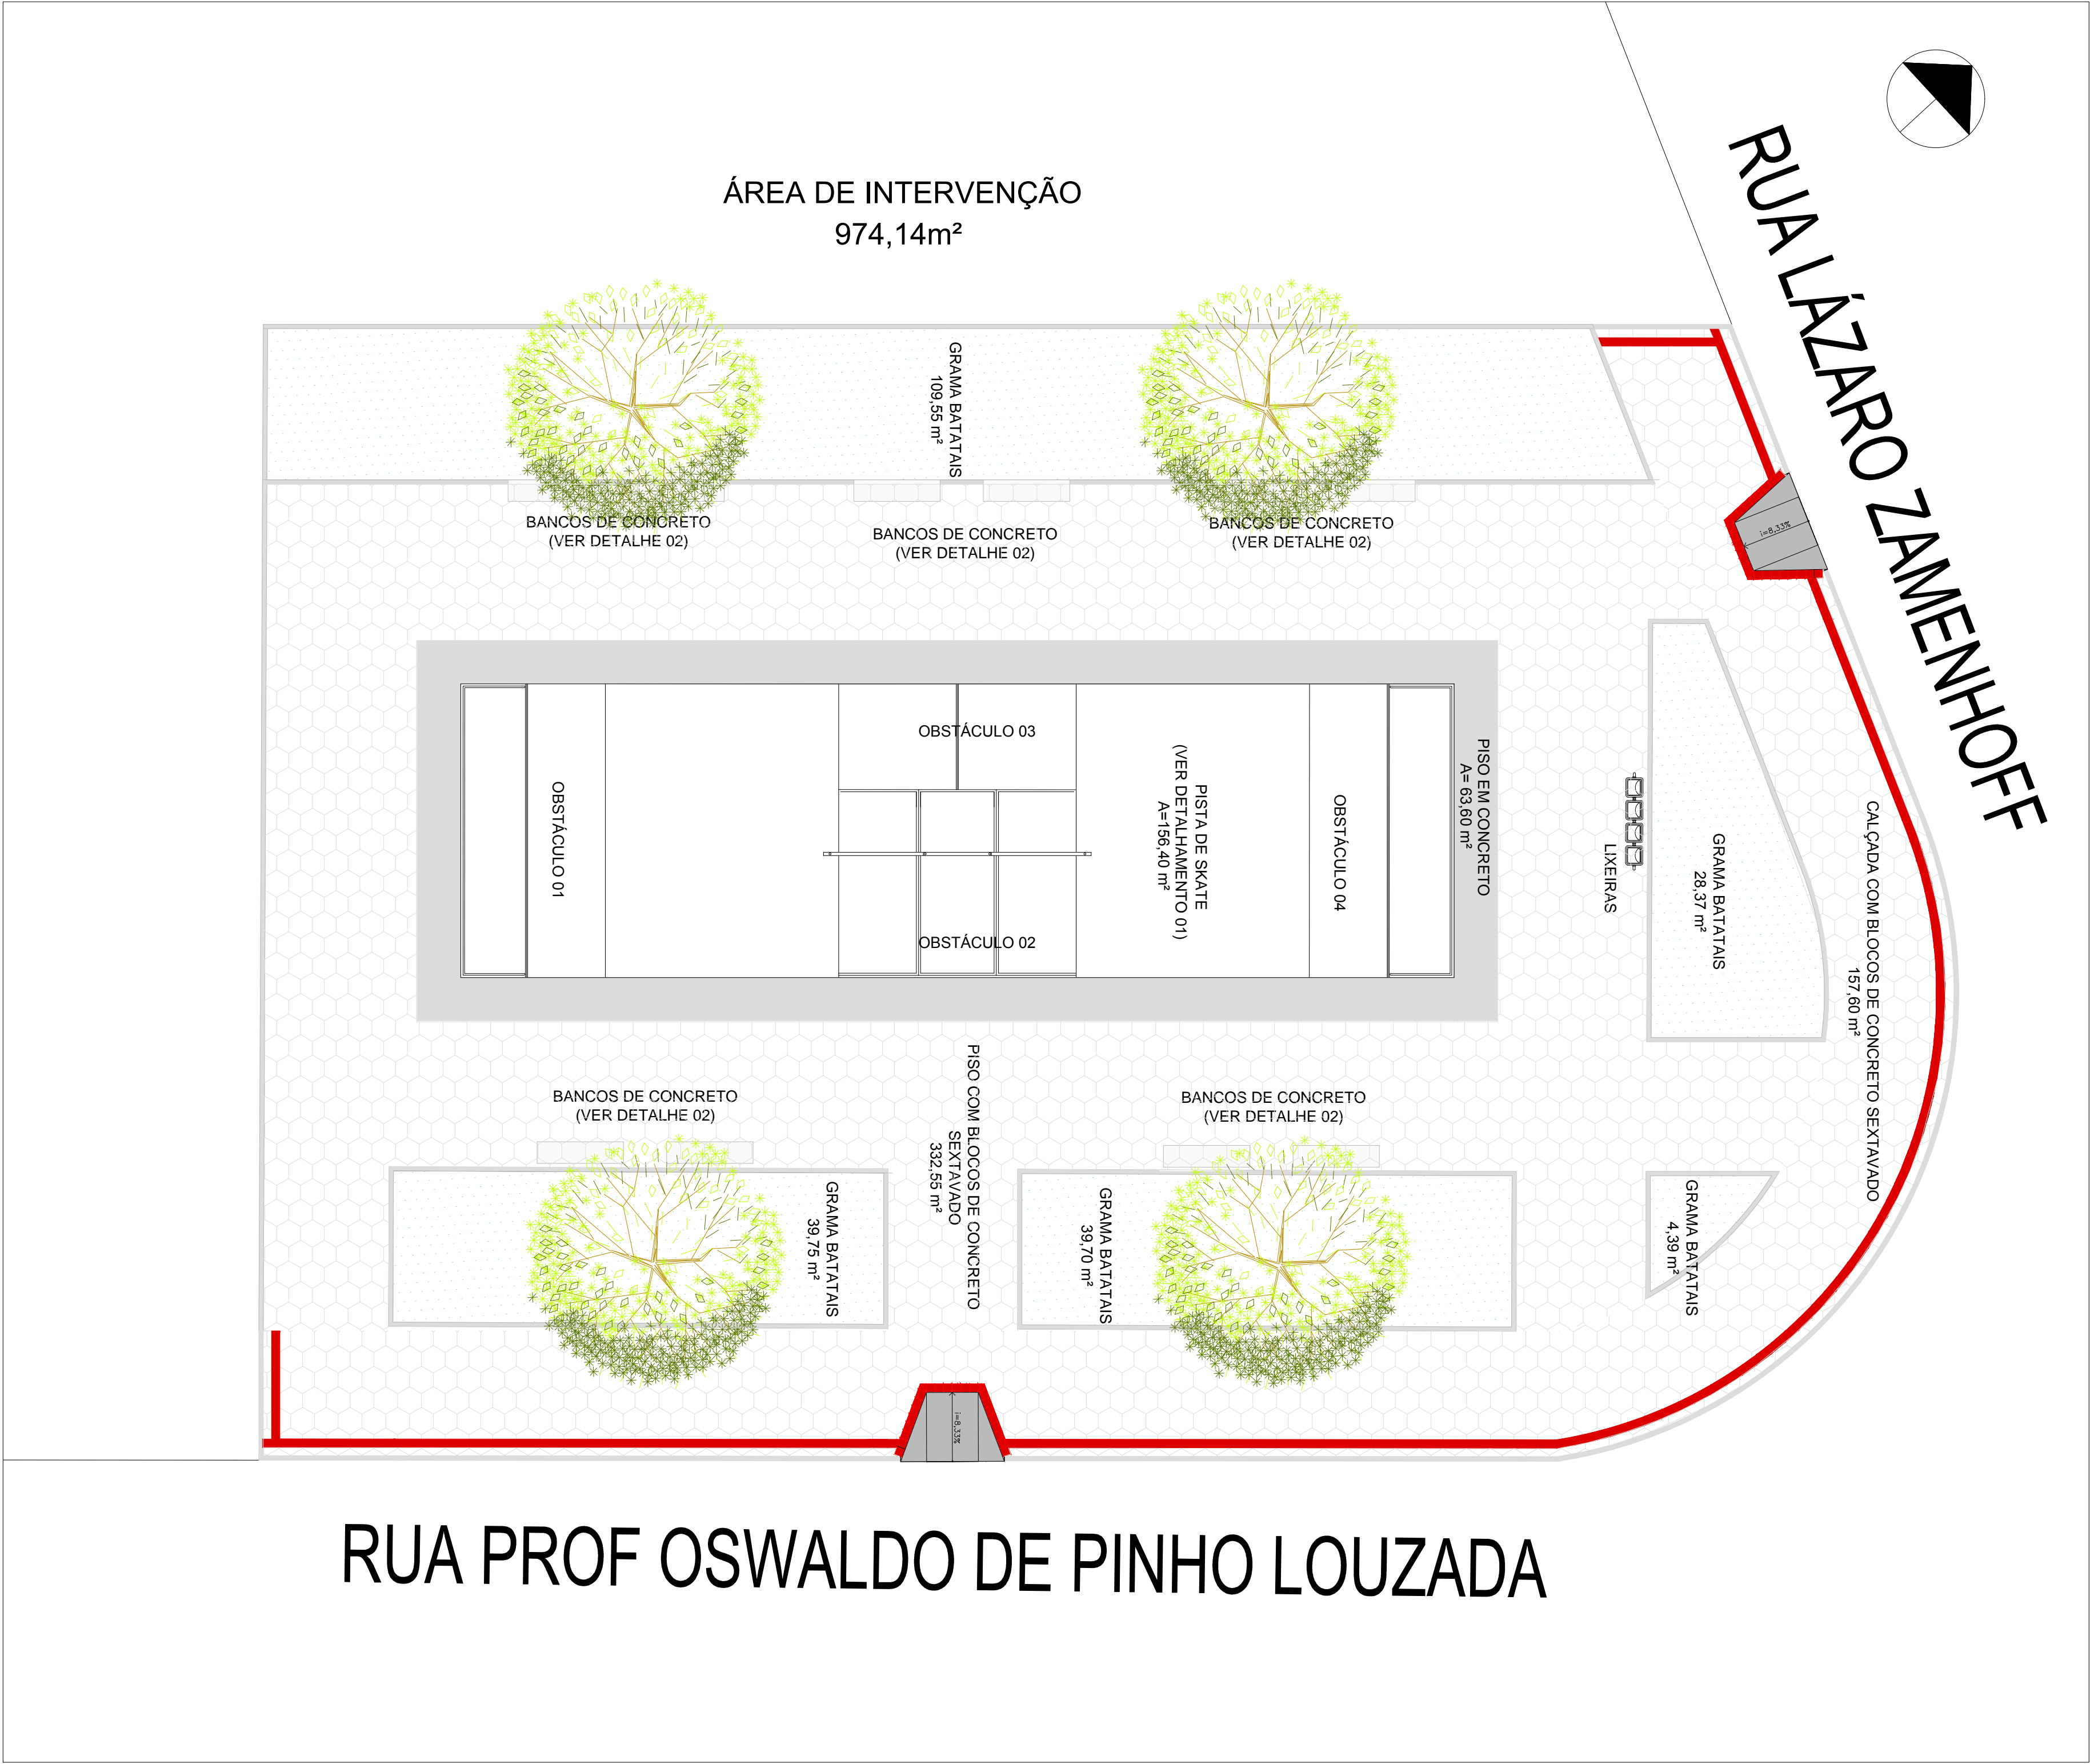 ÁREA DE INTERVENÇÃO
974,14m²
RUA LÁZARO ZAMENHOFF
GRAMA BATATAIS
109,55 m²
BANCOS DE CONCRETO
(VER DETALHE 02)
BANCOS DE CONCRETO
(VER DETALHE 02)
BANCOS DE CONCRETO
(VER DETALHE 02)
i=8,33%
OBSTÁCULO 01
OBSTÁCULO 03
OBSTÁCULO 02
PISTA DE SKATE
(VER DETALHAMENTO 01)
A=156,40 m²
OBSTÁCULO 04
PISO EM CONCRETO
A= 63,60 m²
LIXEIRAS
GRAMA BATATAIS
28,37 m²
CALÇADA COM BLOCOS DE CONCRETO SEXTAVADO
157,60 m²
BANCOS DE CONCRETO
(VER DETALHE 02)
PISO COM BLOCOS DE CONCRETO
SEXTAVADO
332,55 m²
BANCOS DE CONCRETO
(VER DETALHE 02)
GRAMA BATATAIS
39,75 m²
GRAMA BATATAIS
39,70 m²
GRAMA BATATAIS
4,39 m²
i=8,33%
RUA PROF OSWALDO DE PINHO LOUZADA